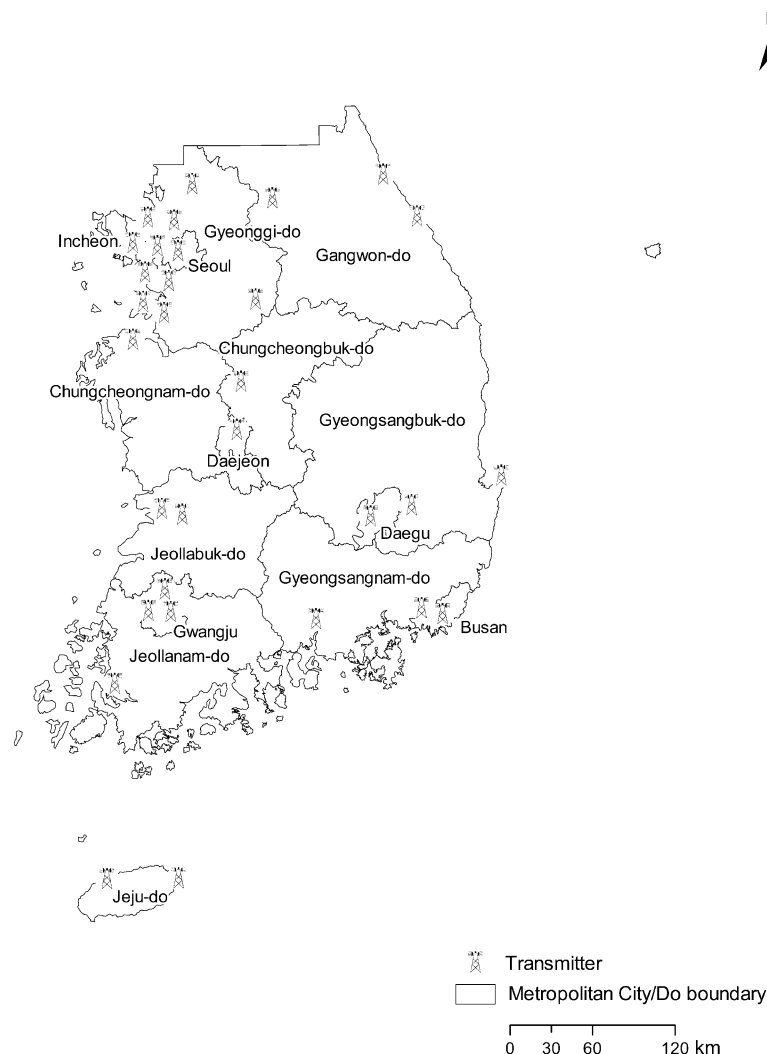 Incheon
Gyeonggi-do
Gangwon-do
Seoul
Chungcheongbuk-do
Chungcheongnam-do
Gyeongsangbuk-do
Daejeon
Daegu
Jeollabuk-do
Gyeongsangnam-do
Gwangju
Busan
Jeollanam-do
Jeju-do
Transmitter
Metropolitan City/Do boundary
0 30 60 120 km